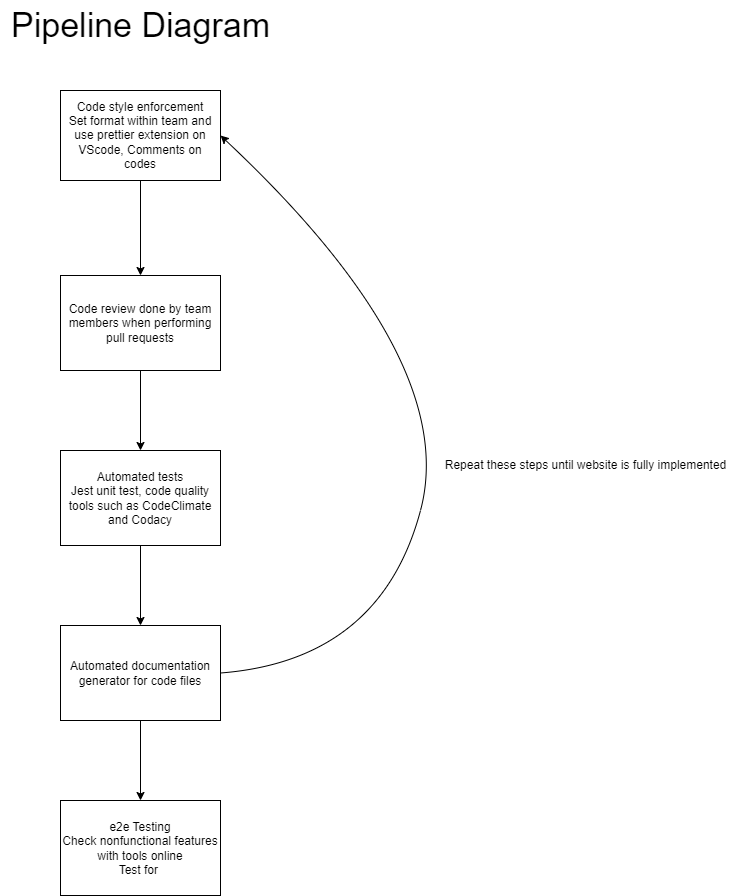 Pipeline Diagram
Code style enforcement
Set format within team and
use prettier extension on
VScode, Comments on
codes
Code review done by team
members when performing
pull requests
Automated tests
Jest unit test, code quality
tools such as CodeClimate
and Codacy
Repeat these steps until website is fully implemented
Automated documentation
generator for code files
e2e Testing
Check nonfunctional features
with tools online
Test for